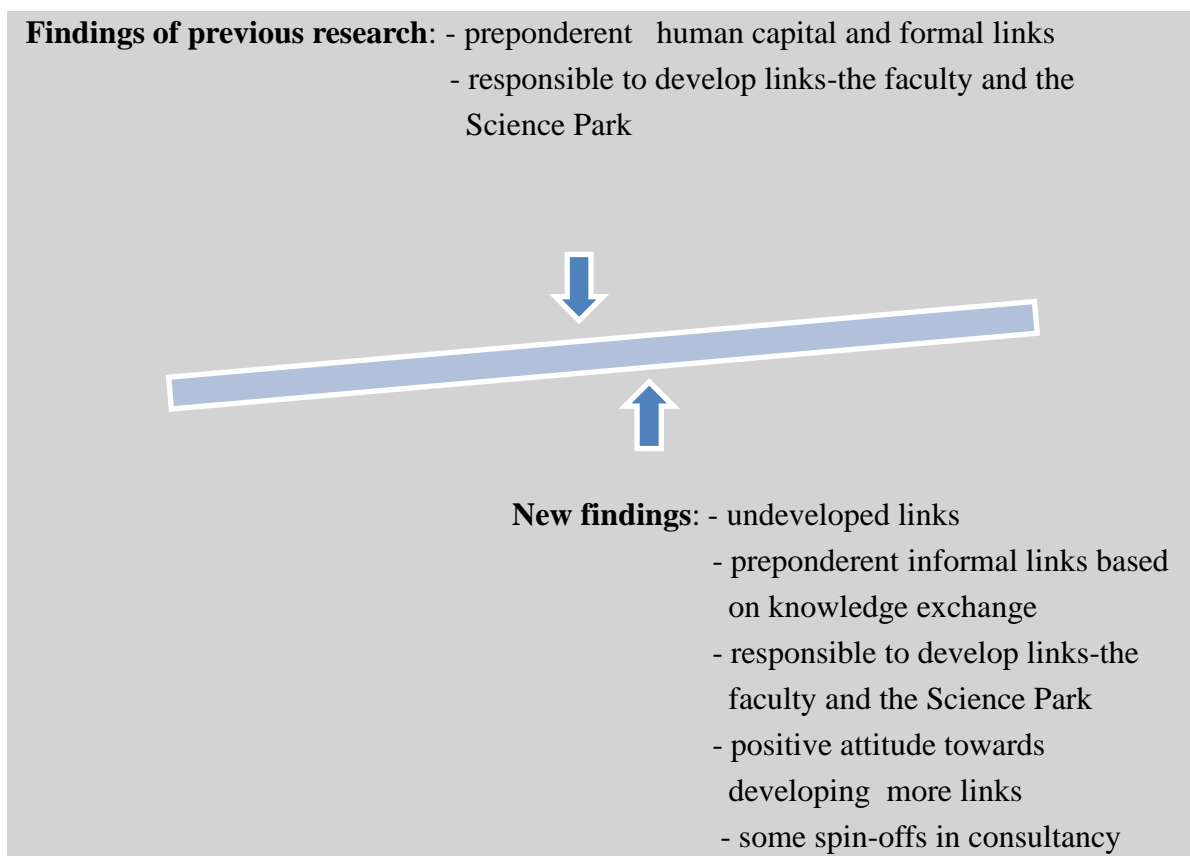 Findings of previous research: - preponderent human capital and formal links
- responsible to develop links-the faculty and the
Science Park
New findings: - undeveloped links
- preponderent informal links based
on knowledge exchange
- responsible to develop links-the
faculty and the Science Park
- positive attitude towards
developing more links
- some spin-offs in consultancy